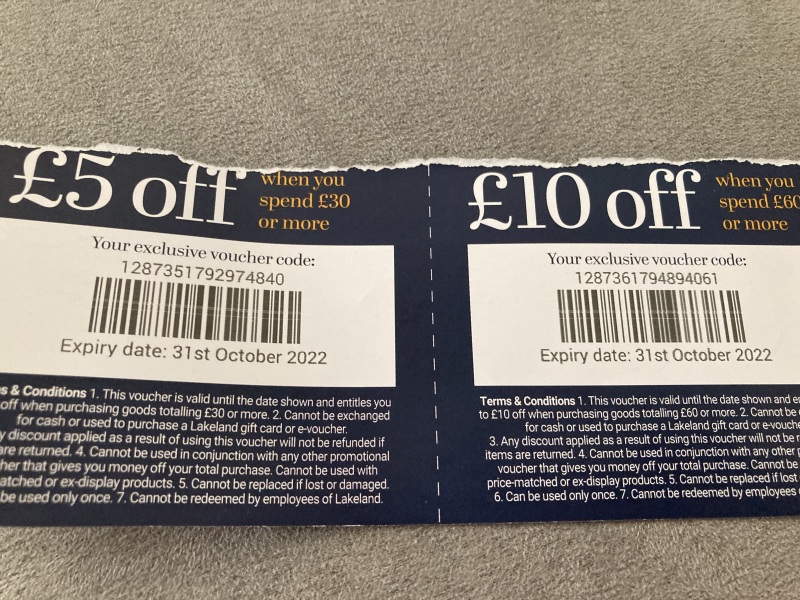 £5 off
when you
spend £30
or more
Your exclusive voucher code:
1287351792974840
Expiry date: 31st October 2022
& Conditions 1. This voucher is valid until the date shown and entitles you
off when purchasing goods totalling £30 or more. 2. Cannot be exchanged
for cash or used to purchase a Lakeland gift card or e-voucher.
discount applied as a result of using this voucher will not be refunded if
are returned. 4. Cannot be used in conjunction with any other promotional
that gives you money off your total purchase. Cannot be used with
or ex-display products. 5. Cannot be replaced if lost or damaged.
be used only once. 7. Cannot be redeemed by employees of Lakeland.
£10 off
when you
spend £60
or more
Your exclusive voucher code:
1287361794894061
Expiry date: 31st October 2022
Terms & Conditions 1. This voucher is valid until the date shown and
to £10 off when purchasing goods totalling £60 or more. 2. Cannot be
for cash or used to purchase a Lakeland gift card or
3. Any discount applied as a result of using this voucher will not be
items are returned. 4. Cannot be used in conjunction with any other
voucher that gives you money off your total purchase. Cannot be
price-matched or ex-display products. 5. Cannot be replaced if lost
6. Can be used only once. 7. Cannot be redeemed by employees